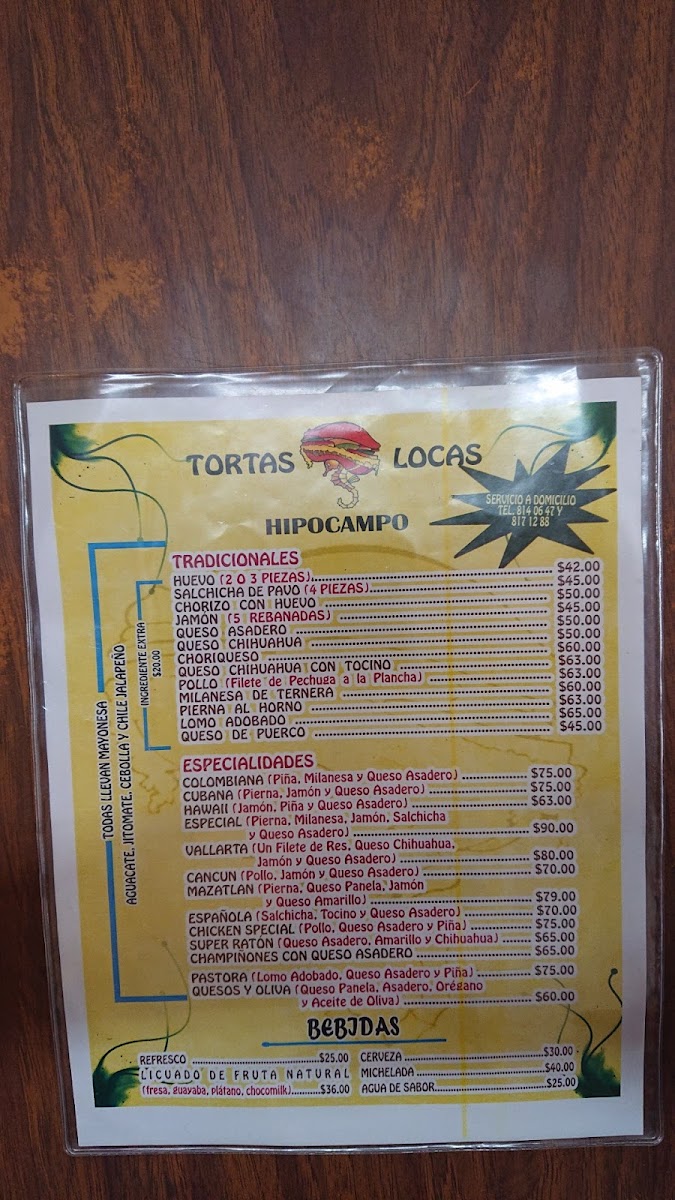 TORTAS LOCAS
HIPOCAMPO
SERVICIO A DOMICILIO
TEL. 814 06 47 Y
817 12 88
TRADICIONALES
HUEVO (2 O 3 PIEZAS) $42.00
SALCHICHA DE PAVO (4 PIEZAS) $45.00
CHORIZO CON HUEVO $50.00
JAMÓN (5 REBANADAS) $45.00
QUESO ASADERO $50.00
QUESO CHIHUAHUA $50.00
CHORIQUESO $60.00
QUESO CHIHUAHUA CON TOCINO $63.00
POLLO (Filete de Pechuga a la Plancha) $63.00
MILANESA DE TERNERA $60.00
PIERNA AL HORNO $63.00
LOMO ADOBADO $65.00
QUESO DE PUERCO $45.00
INGREDIENTE EXTRA
$20.00
TODAS LLEVAN MAYONESA
AGUACATE, JITOMATE, CEBOLLA Y CHILE JALAPEÑO
ESPECIALIDADES
COLOMBIANA (Piña, Milanesa y Queso Asadero) $75.00
CUBANA (Pierna, Jamón y Queso Asadero) $75.00
HAWAII (Jamón, Piña y Queso Asadero) $63.00
ESPECIAL (Pierna, Milanesa, Jamón, Salchicha
y Queso Asadero) $90.00
VALLARTA (Un Filete de Res, Queso Chihuahua,
Jamón y Queso Asadero) $80.00
CANCUN (Pollo, Jamón y Queso Asadero) $70.00
MAZATLAN (Pierna, Queso Panela, Jamón
y Queso Amarillo) $79.00
ESPAÑOLA (Salchicha, Tocino y Queso Asadero) $70.00
CHICKEN SPECIAL (Pollo, Queso Asadero y Piña) $75.00
SUPER RATÓN (Queso Asadero, Amarillo y Chihuahua) $65.00
CHAMPIÑONES CON QUESO ASADERO $65.00
PASTORA (Lomo Adobado, Queso Asadero y Piña) $75.00
QUESOS Y OLIVA (Queso Panela, Asadero, Orégano
y Aceite de Oliva) $60.00
BEBIDAS
REFRESCO $25.00
LICUADO DE FRUTA NATURAL
(fresa, guayaba, plátano, chocomilk) $36.00
CERVEZA $30.00
MICHELADA $40.00
AGUA DE SABOR $25.00